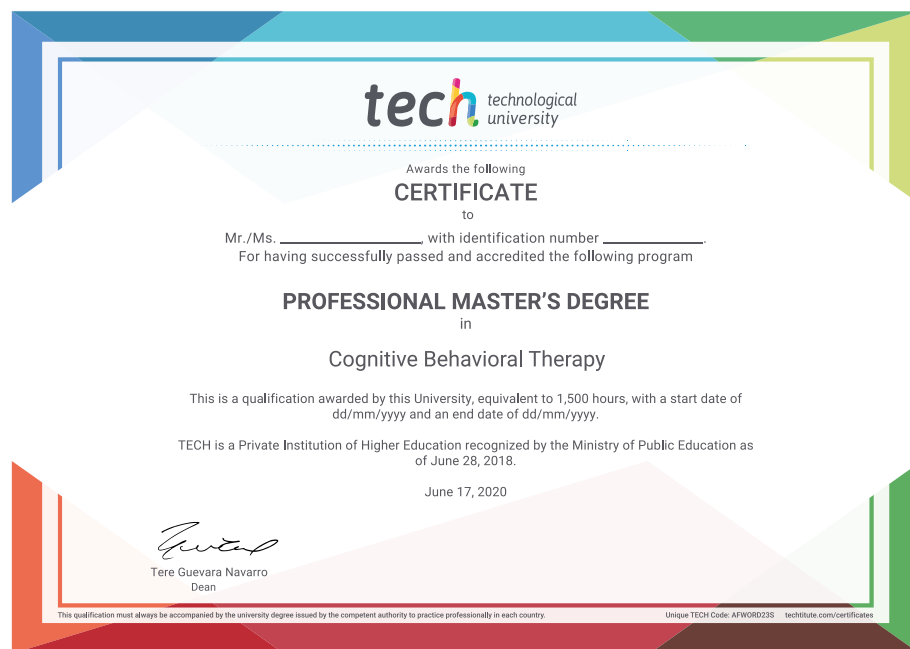 tech technological
university
Awards the following
CERTIFICATE
to
Mr./Ms. ____________________, with identification number ______________.
For having successfully passed and accredited the following program
PROFESSIONAL MASTER'S DEGREE
in
Cognitive Behavioral Therapy
This is a qualification awarded by this University, equivalent to 1,500 hours, with a start date of
dd/mm/yyyy and an end date of dd/mm/yyyy.
TECH is a Private Institution of Higher Education recognized by the Ministry of Public Education as
of June 28, 2018.
June 17, 2020
Tere Guevara Navarro
Dean
This qualification must always be accompanied by the university degree issued by the competent authority to practice professionally in each country.
Unique TECH Code: AFWORD23S techtitute.com/certificates